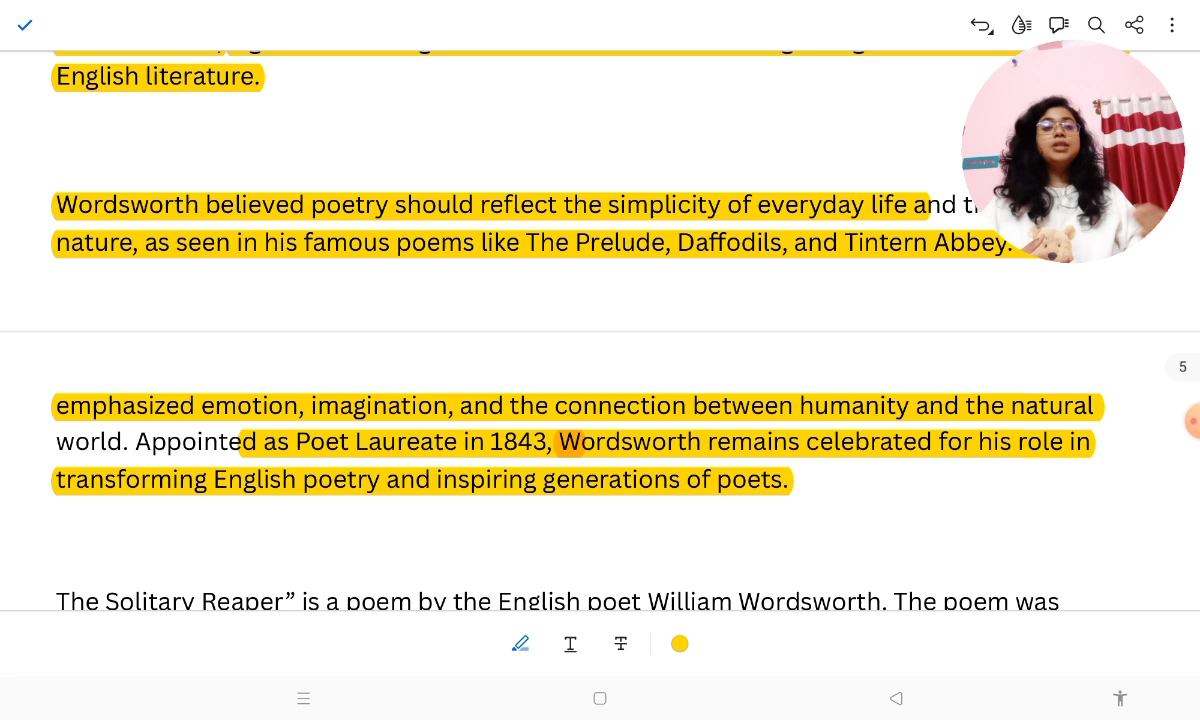 English literature.
Wordsworth believed poetry should reflect the simplicity of everyday life and
nature, as seen in his famous poems like The Prelude, Daffodils, and Tintern Abbey.
5
emphasized emotion, imagination, and the connection between humanity and the natural
world. Appointed as Poet Laureate in 1843, Wordsworth remains celebrated for his role in
transforming English poetry and inspiring generations of poets.
The Solitary Reaper” is a poem by the English poet William Wordsworth. The poem was